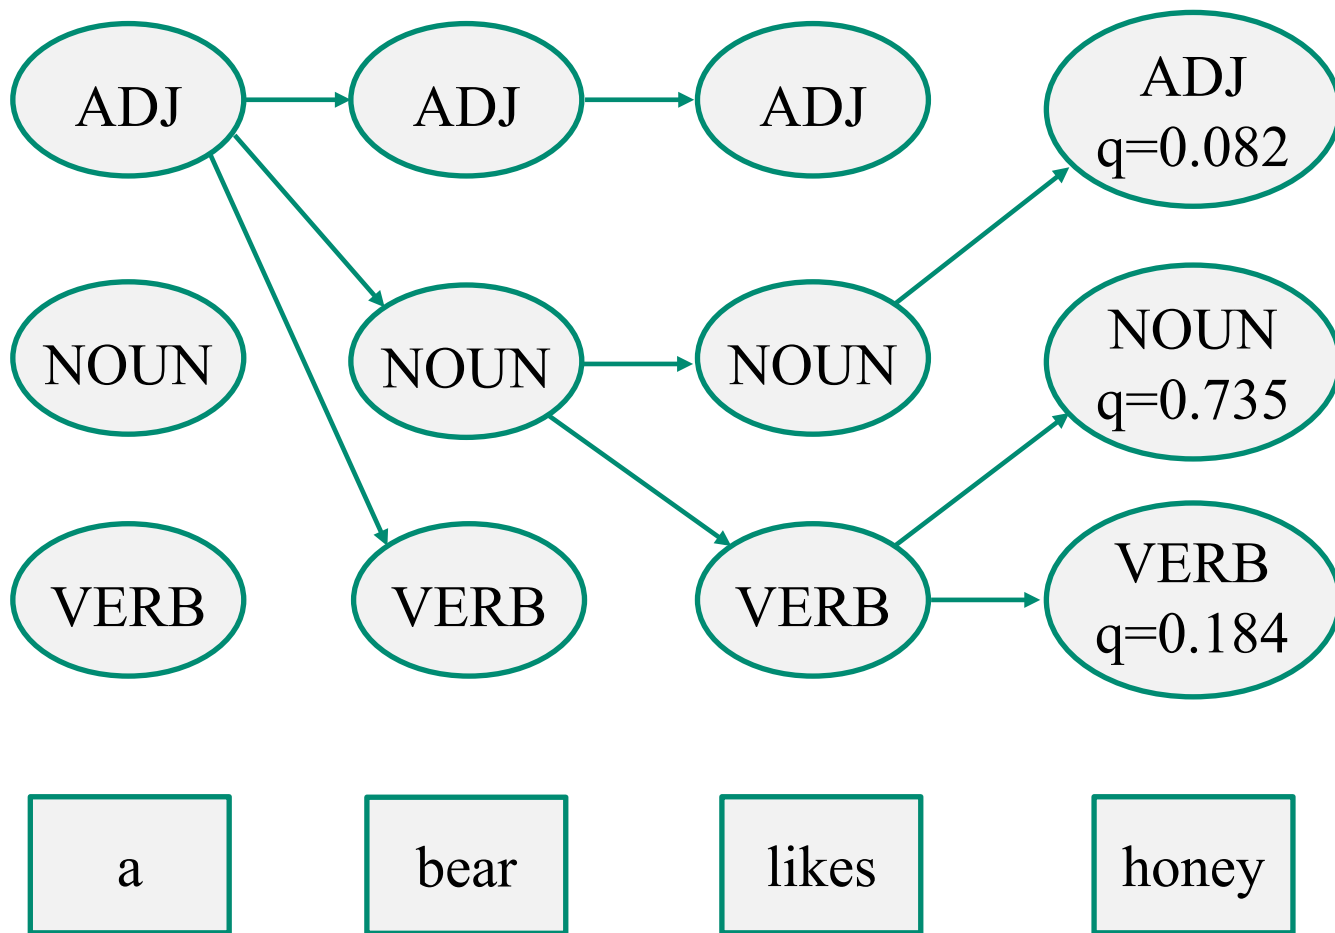 ADJ
ADJ
ADJ
ADJ
q=0.082
NOUN
NOUN
NOUN
NOUN
q=0.735
VERB
VERB
VERB
VERB
q=0.184
a
bear
likes
honey